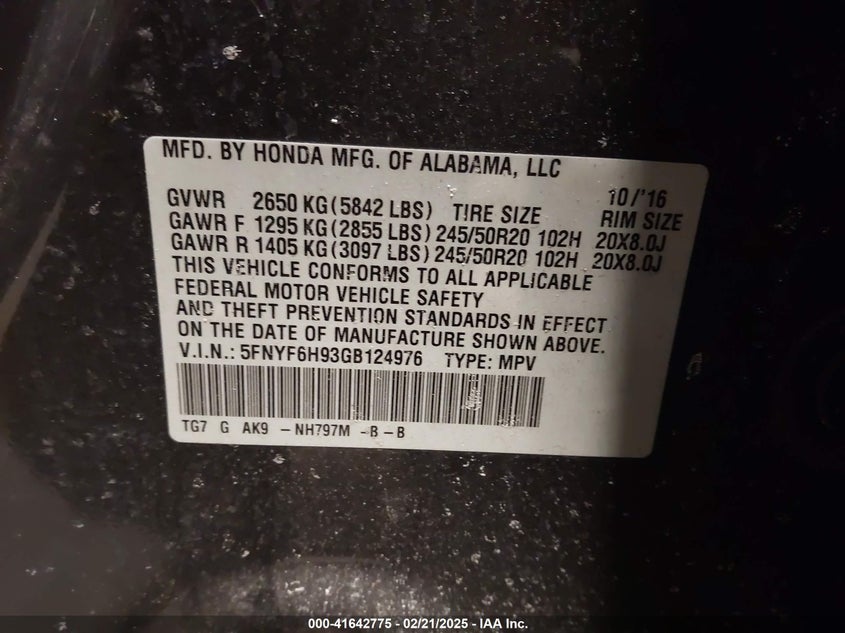 MFD. BY HONDA MFG. OF ALABAMA, LLC
10/'16
GVWR 2650 KG(5842 LBS) TIRE SIZE RIM SIZE
GAWR F 1295 KG(2855 LBS) 245/50R20 102H 20X8.0J
GAWR R 1405 KG(3097 LBS) 245/50R20 102H 20X8.0J
THIS VEHICLE CONFORMS TO ALL APPLICABLE
FEDERAL MOTOR VEHICLE SAFETY
AND THEFT PREVENTION STANDARDS IN EFFECT
ON THE DATE OF MANUFACTURE SHOWN ABOVE.
V.I.N.: 5FNYF6H93GB124976 TYPE: MPV
TG7 G AK9 -NH797M -B-B
000-41642775 - 02/21/2025 - IAA Inc.